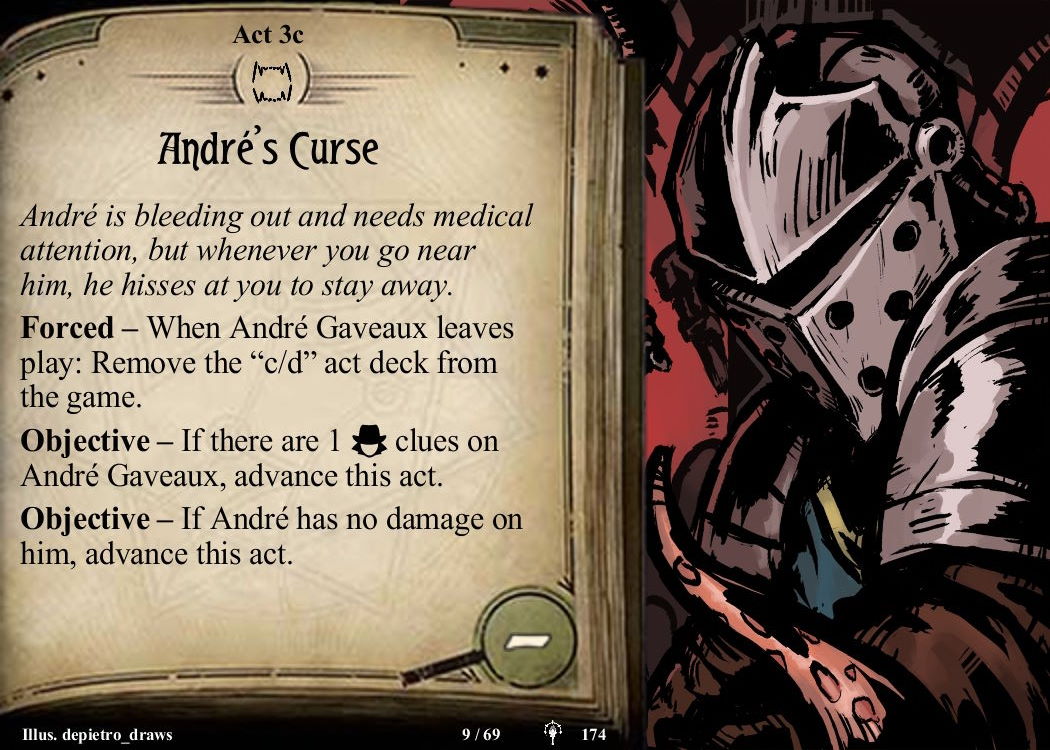 Act 3c
André's Curse
André is bleeding out and needs medical
attention, but whenever you go near
him, he hisses at you to stay away.
Forced – When André Gaveaux leaves
play: Remove the “c/d” act deck from
the game.
Objective – If there are 1 clues on
André Gaveaux, advance this act.
Objective – If André has no damage on
him, advance this act.
–
Illus. depietro_draws 9 / 69 174